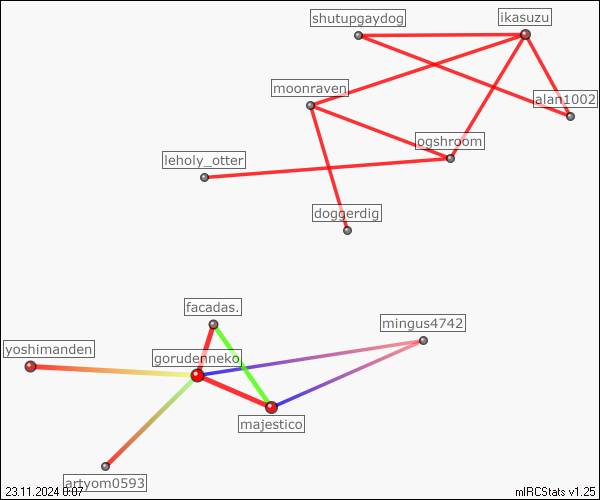 shutupgaydog
ikasuzu
moonraven
alan1002
ogshroom
leholy_otter
doggerdig
facadas.
mingus4742
yoshimanden
gorudenneko
majestico
artyom0593
23.11.2024 0:07
mIRCStats v1.25